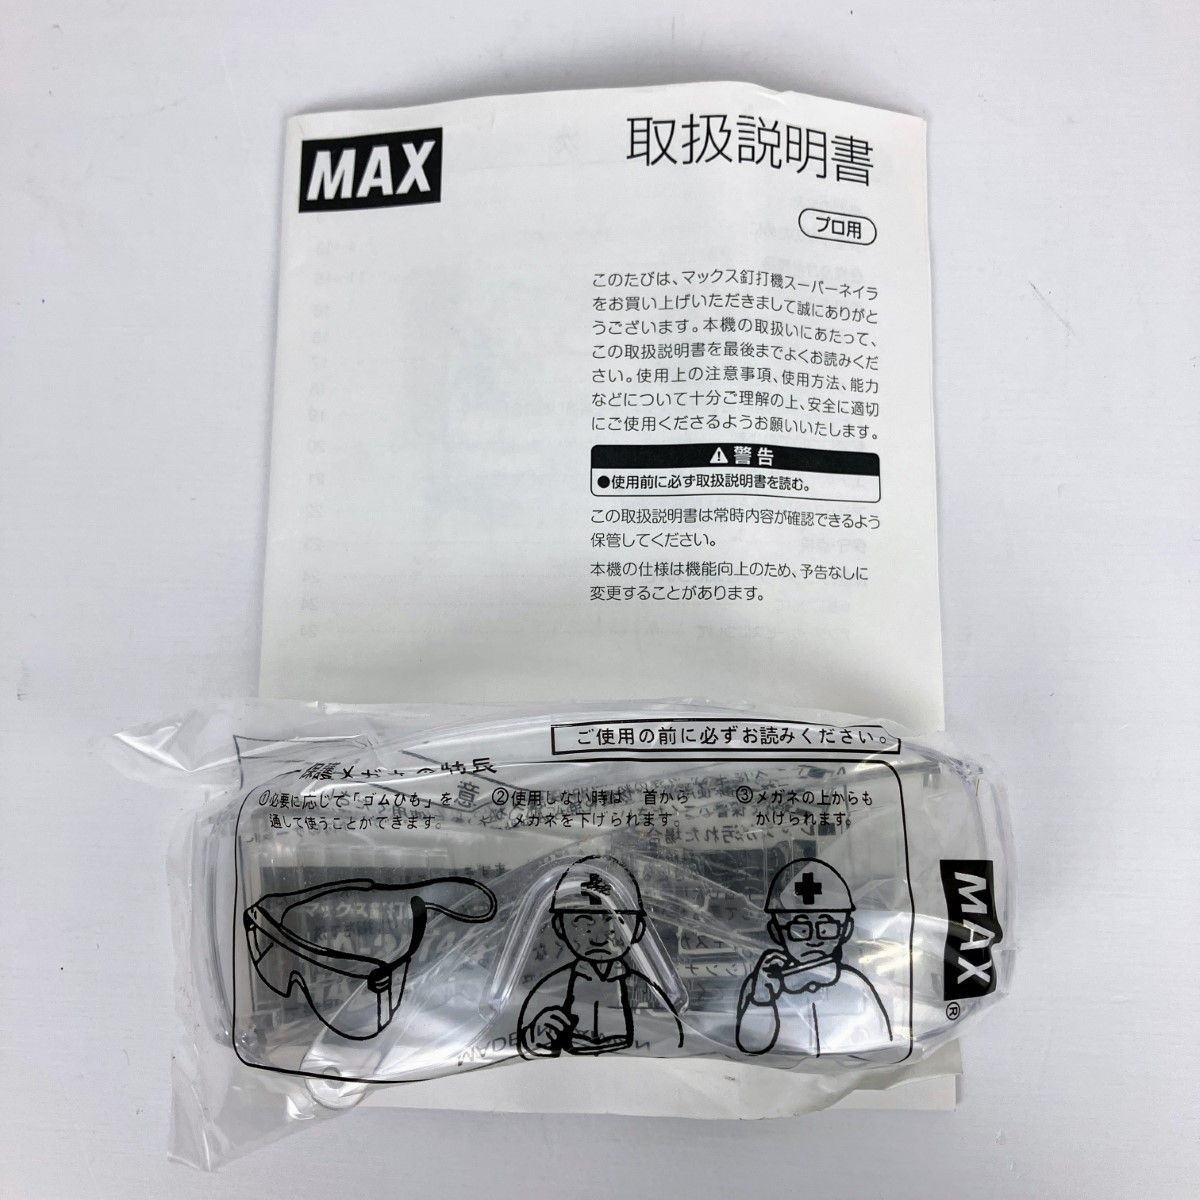 MAX
取扱説明書
プロ用
このたびは、マックス釘打機スーパーネイラ
をお買い上げいただきまして誠にありがと
うございます。本機の取扱いにあたって、
この取扱説明書を最後までよくお読みくだ
さい。使用上の注意事項、使用方法、能力
などについて十分ご理解の上、安全に適切
にご使用くださるようお願いいたします。
⚠警告
●使用前に必ず取扱説明書を読む。
この取扱説明書は常時内容が確認できるよう
保管してください。
本機の仕様は機能向上のため、予告なしに
変更することがあります。
ご使用の前に必ずお読みください。
保護メガネの特長
①必要に応じて「ゴムひも」を
通して使うことができます。
②使用しない時は 首から
メガネを下げられます。
③メガネの上からも
かけられます。
MAX®